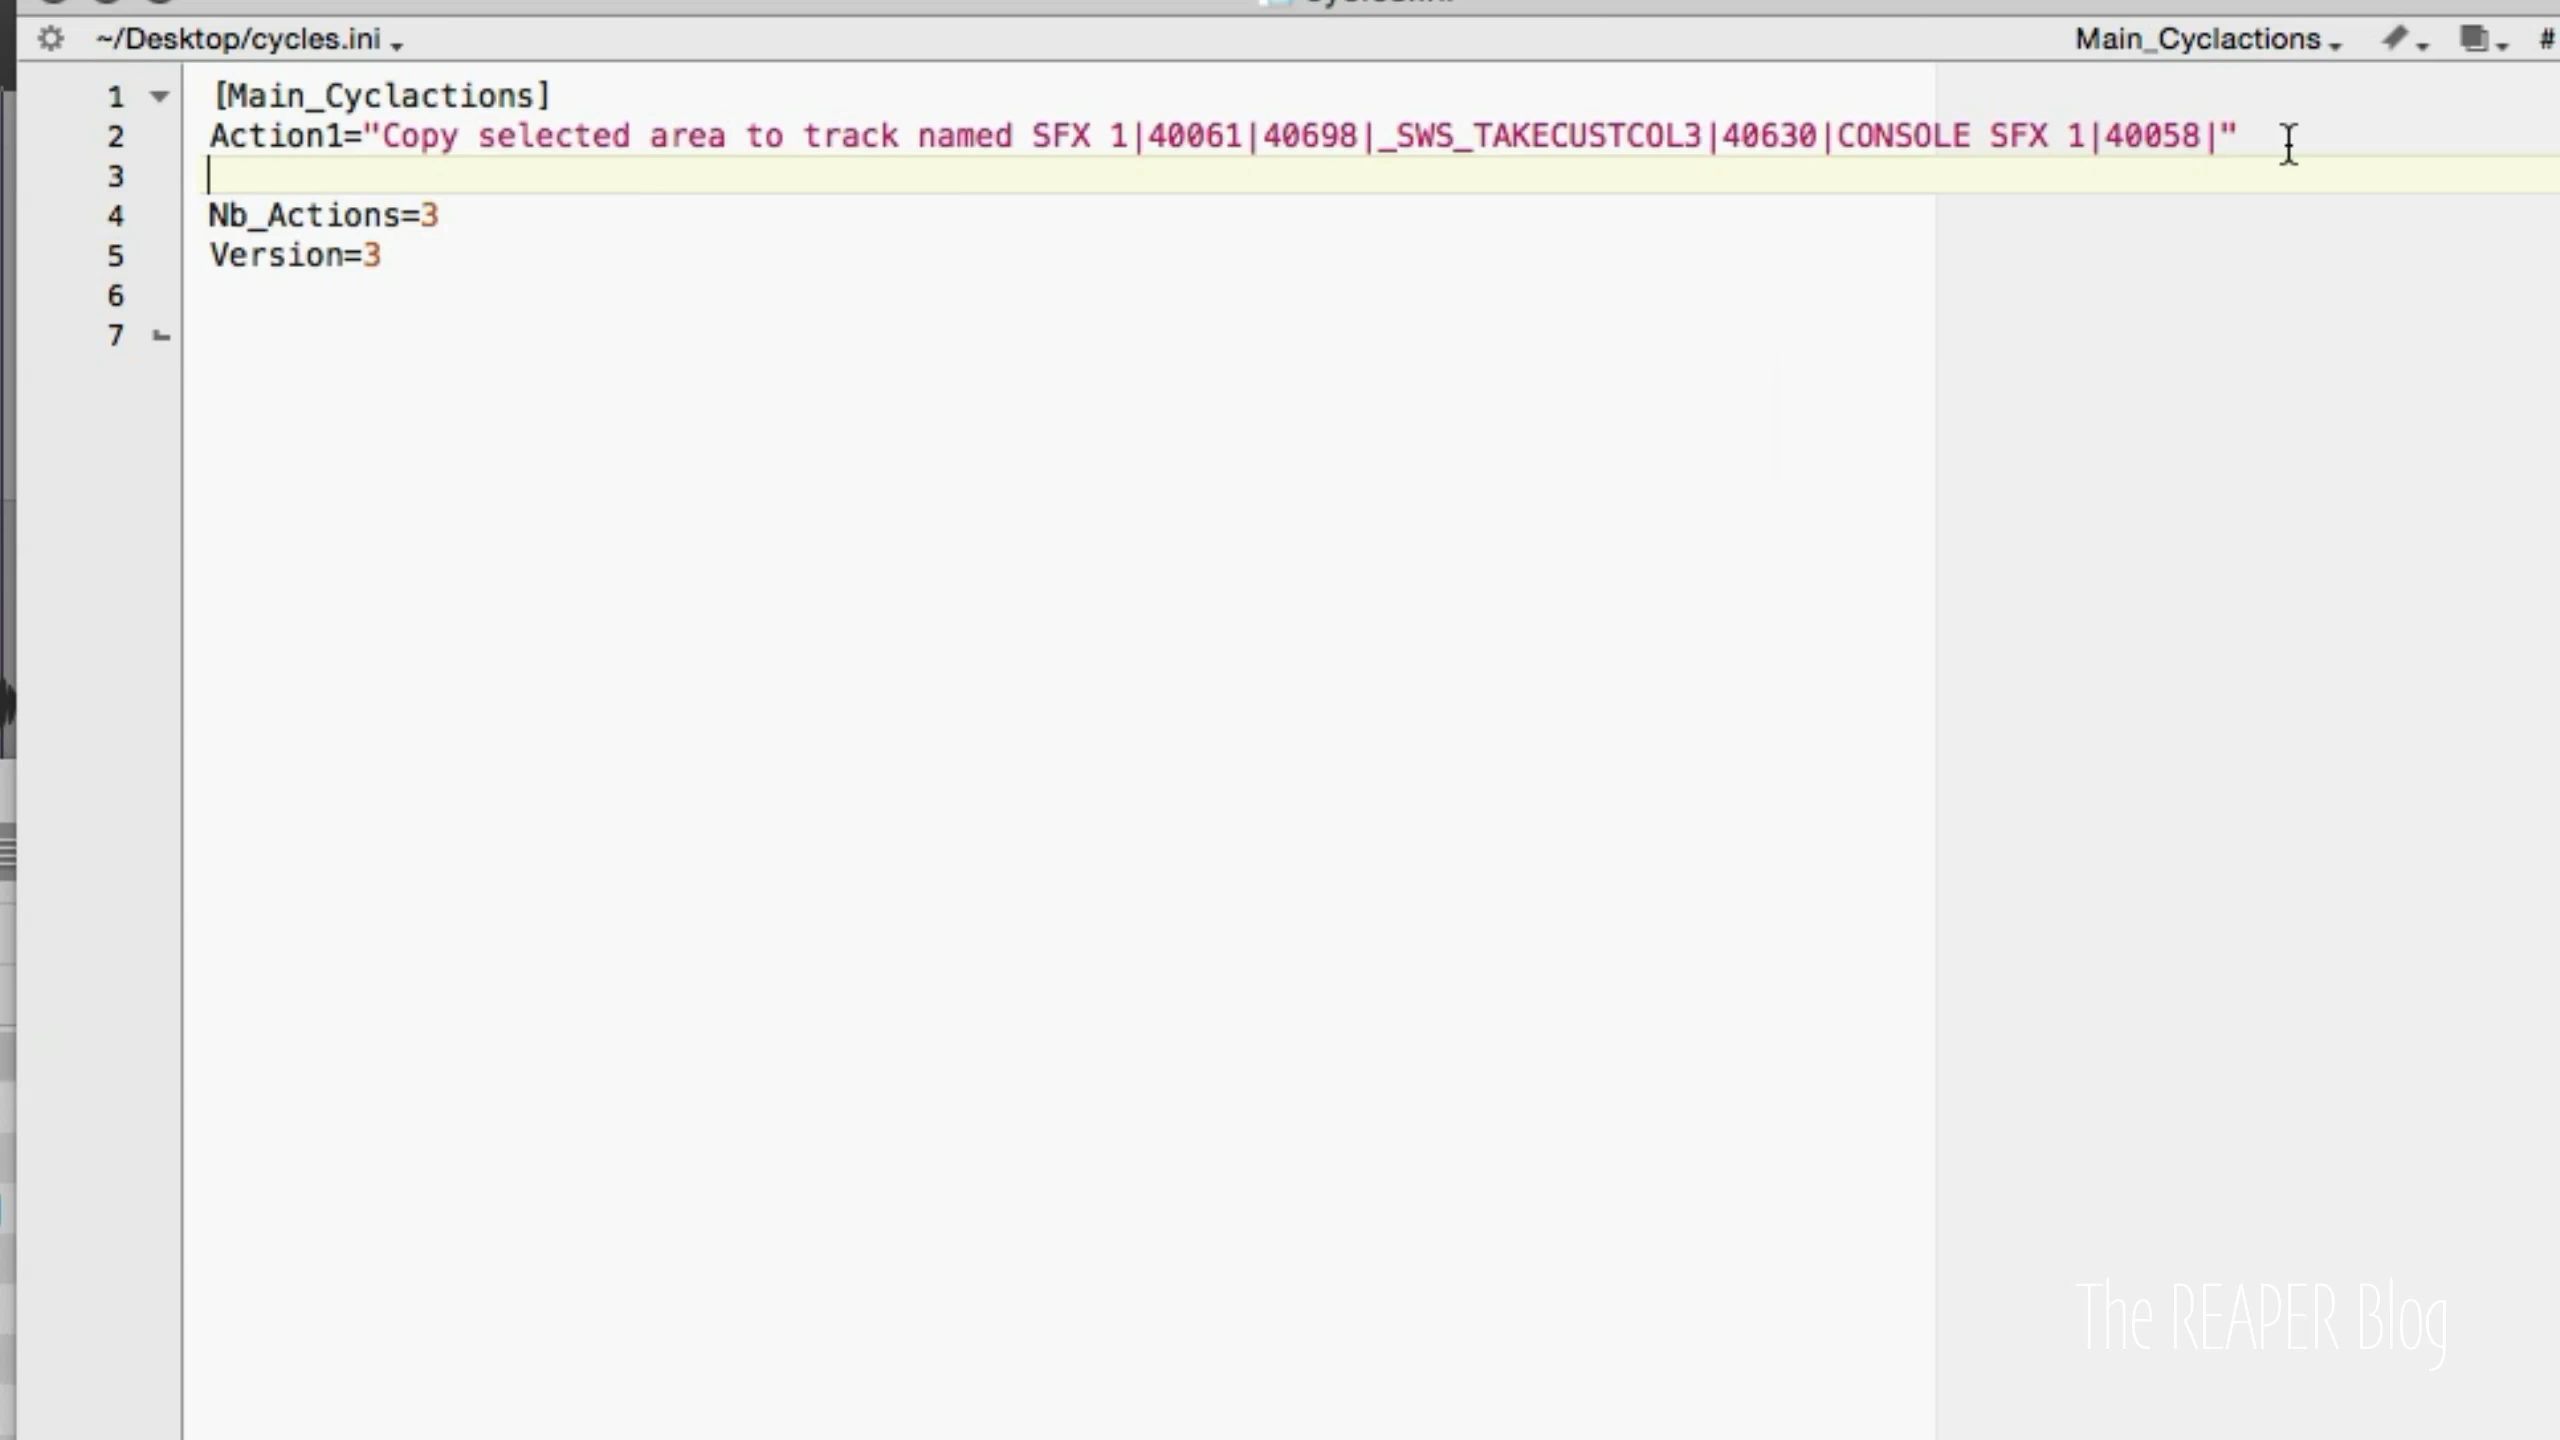 ~/Desktop/cycles.ini
Main_Cyclactions
#
1 [Main_Cyclactions]
2 Action1="Copy selected area to track named SFX 1|40061|40698|_SWS_TAKECUSTCOL3|40630|CONSOLE SFX 1|40058|"
3
4 Nb_Actions=3
5 Version=3
6
7
The REAPER Blog